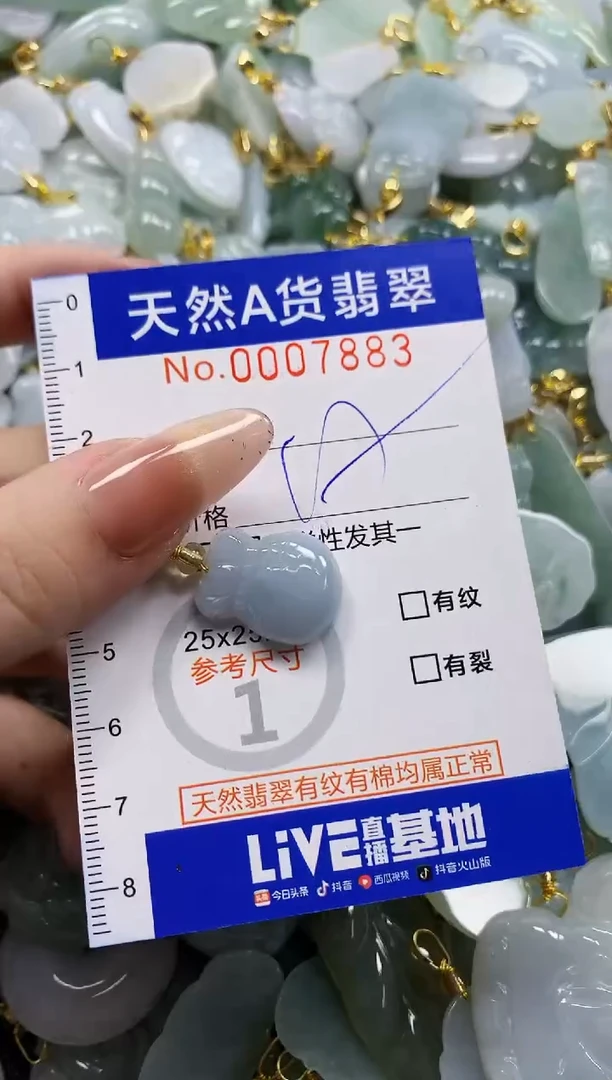 0
天然A货翡翠
1
No.0007883
2
价格
性发其一
有纹
25x25
参考尺寸
有裂
5
1
6
天然翡翠有纹有棉均属正常
7
LiVE直播基地
8
今日头条 抖音 西瓜视频 抖音火山版